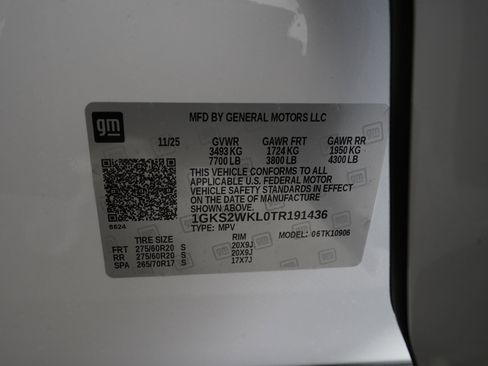 gm
MFD BY GENERAL MOTORS LLC
11/25 GVWR GAWR FRT GAWR RR
3493 KG 1724 KG 1950 KG
7700 LB 3800 LB 4300 LB
THIS VEHICLE CONFORMS TO ALL
APPLICABLE U.S. FEDERAL MOTOR
VEHICLE SAFETY STANDARDS IN EFFECT
ON THE DATE OF MANUFACTURE
SHOWN ABOVE.
1GKS2WKL0TR191436
6624
TYPE: MPV MODEL: 06TK10906
TIRE SIZE RIM
FRT 275/60R20 S 20X9J
RR 275/60R20 S 20X9J
SPA 265/70R17 S 17X7J